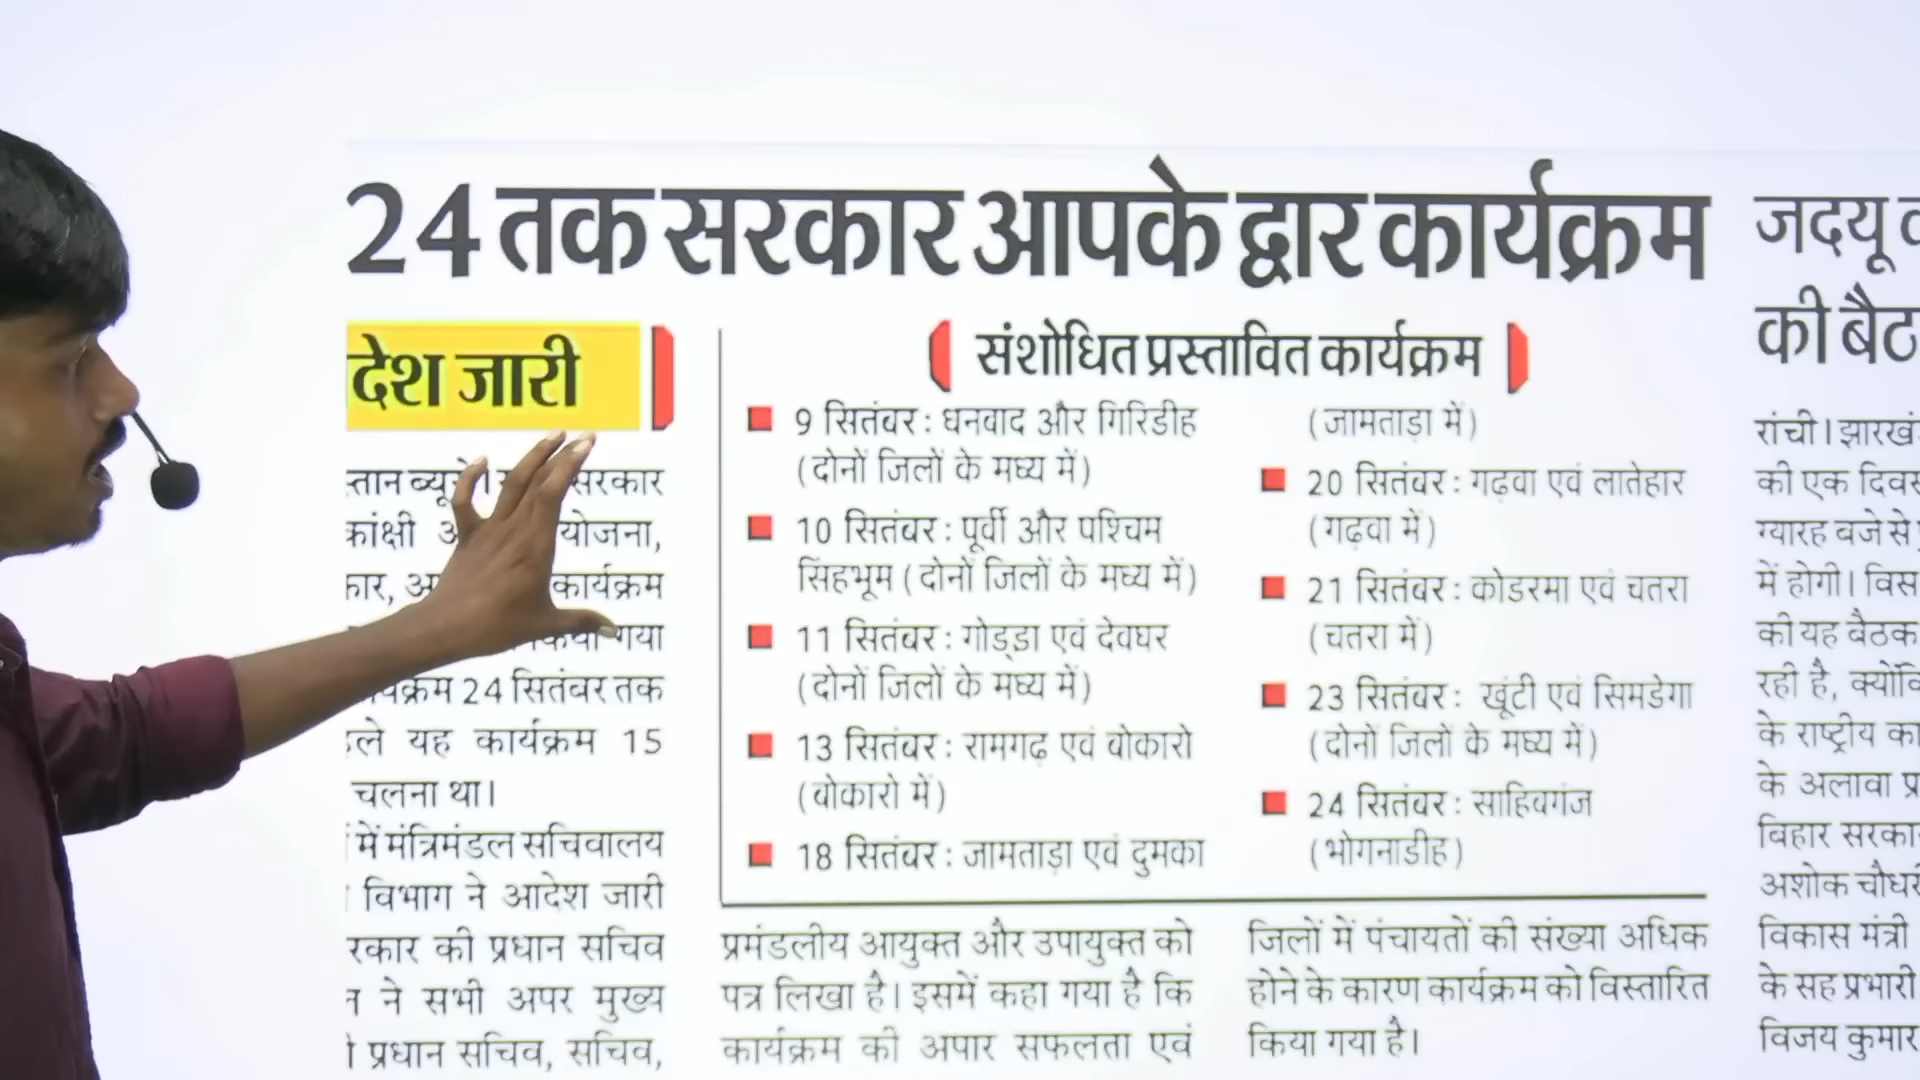 24 तक सरकार आपके द्वार कार्यक्रम
देश जारी
सरकार
योजना,
कार्यक्रम
गया
24 सितंबर तक
यह कार्यक्रम 15
चलना था।
में मंत्रिमंडल सचिवालय
विभाग ने आदेश जारी
की प्रधान सचिव
ने सभी अपर मुख्य
प्रधान सचिव, सचिव,
संशोधित प्रस्तावित कार्यक्रम
9 सितंबर : धनबाद और गिरिडीह
(दोनों जिलों के मध्य में)
10 सितंबर : पूर्वी और पश्चिम
सिंहभूम (दोनों जिलों के मध्य में)
11 सितंबर : गोड्डा एवं देवघर
(दोनों जिलों के मध्य में)
13 सितंबर : रामगढ़ एवं बोकारो
(बोकारो में)
18 सितंबर : जामताड़ा एवं दुमका
(जामताड़ा में)
20 सितंबर : गढ़वा एवं लातेहार
(गढ़वा में)
21 सितंबर : कोडरमा एवं चतरा
(चतरा में)
23 सितंबर : खूंटी एवं सिमडेगा
(दोनों जिलों के मध्य में)
24 सितंबर : साहिबगंज
(भोगनाडीह)
प्रमंडलीय आयुक्त और उपायुक्त को
पत्र लिखा है। इसमें कहा गया है कि
कार्यक्रम की अपार सफलता एवं
जिलों में पंचायतों की संख्या अधिक
होने के कारण कार्यक्रम को विस्तारित
किया गया है।
जदयू
की बैठ
रांची। झारखं
की एक दिवस
ग्यारह बजे से
में होगी। विस
की यह बैठक
रही है, क्योंकि
के राष्ट्रीय का
के अलावा प्र
बिहार सरका
अशोक चौधरी
विकास मंत्री
के सह प्रभारी
विजय कुमार